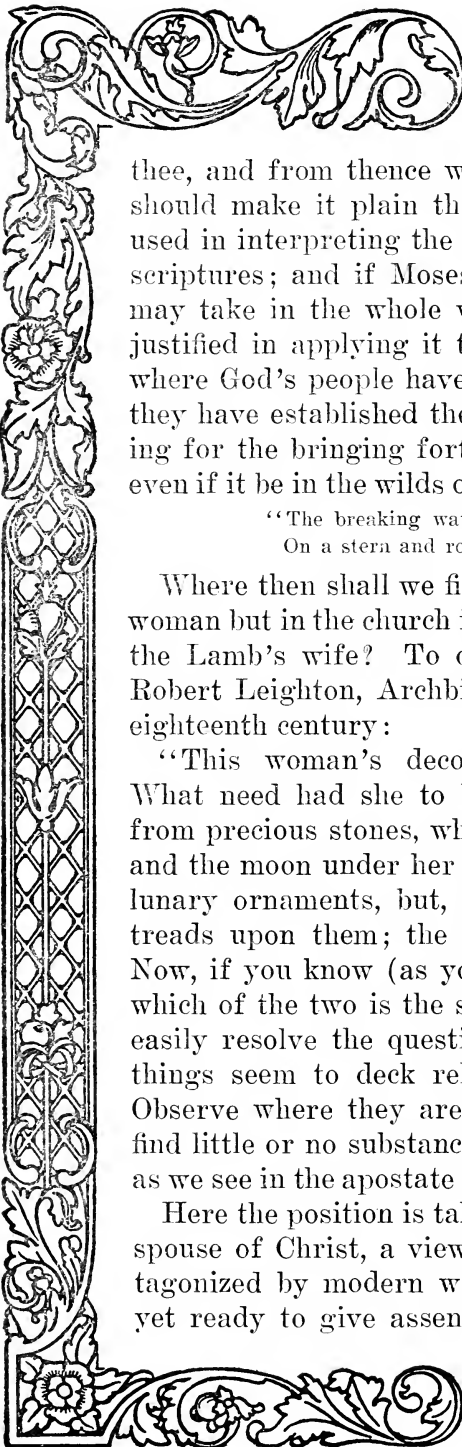 thee, and from thence w
should make it plain th
used in interpreting the
scriptures; and if Moses
may take in the whole v
justified in applying it t
where God's people have
they have established the
ing for the bringing fort
even if it be in the wilds o
"The breaking wa
On a stern and ro
Where then shall we fi
woman but in the church i
the Lamb's wife? To
Robert Leighton, Archbi
eighteenth century:
"This woman's deco
What need had she to
from precious stones, wh
and the moon under her
lunary ornaments, but,
treads upon them; the
Now, if you know (as yo
which of the two is the s
easily resolve the questi
things seem to deck rel
Observe where they are
find little or no substanc
as we see in the apostate
Here the position is tak
spouse of Christ, a view
tagonized by modern w
yet ready to give assen